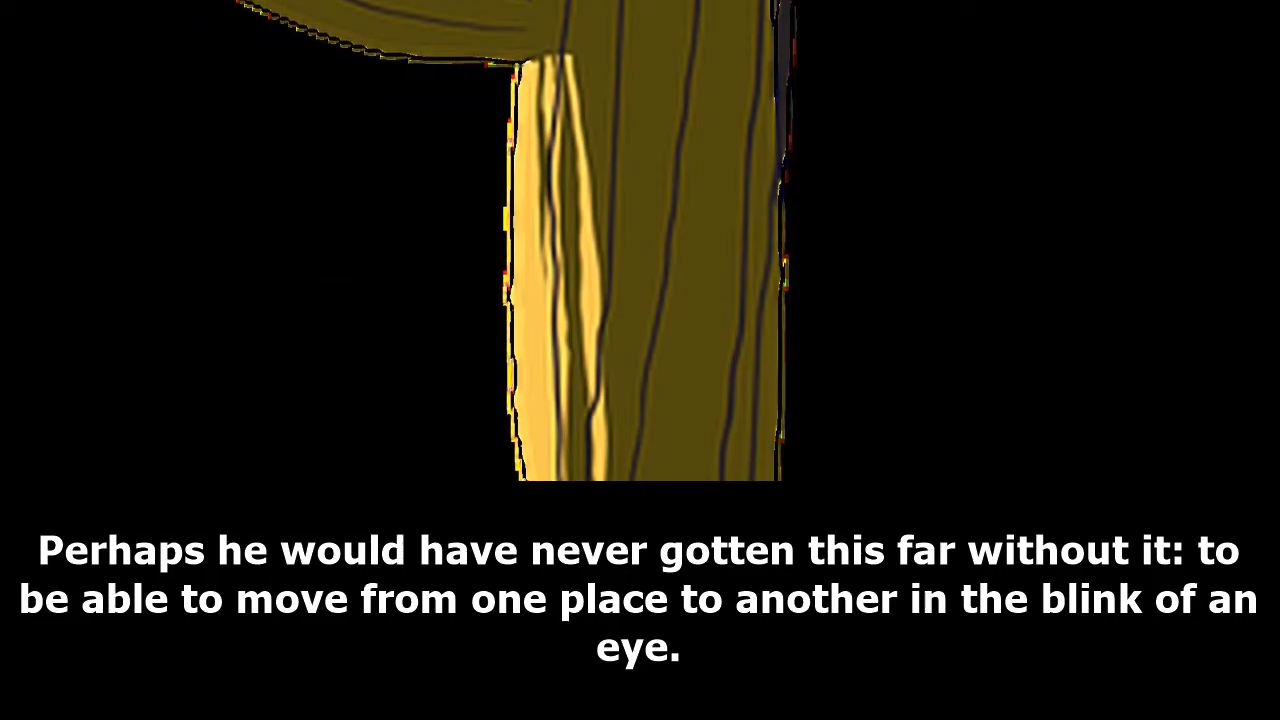 Perhaps he would have never gotten this far without it: to
be able to move from one place to another in the blink of an
eye.